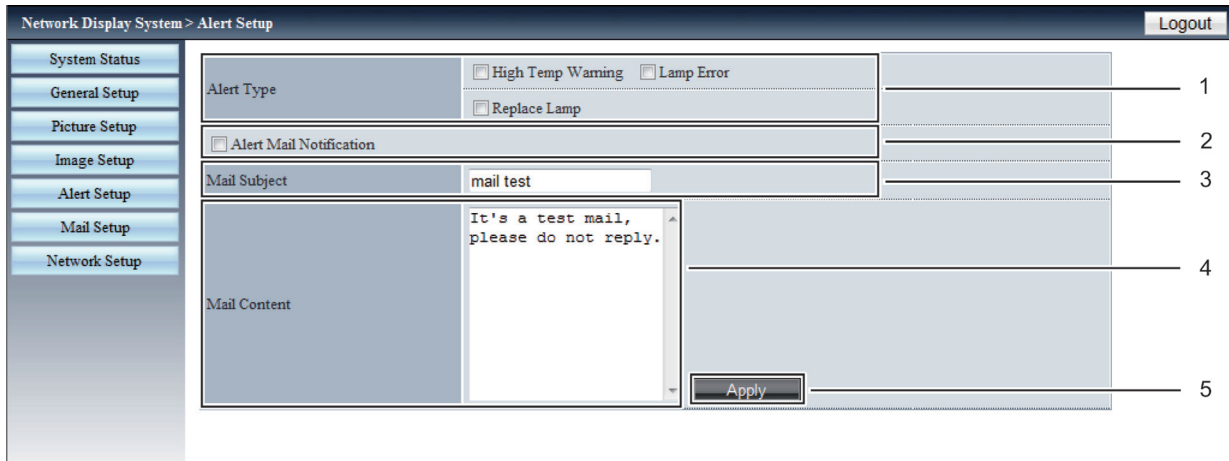 Network Display System > Alert Setup
Logout
System Status
General Setup
Picture Setup
Image Setup
Alert Setup
Mail Setup
Network Setup
Alert Type
High Temp Warning Lamp Error
Replace Lamp
1
Alert Mail Notification
2
Mail Subject mail test
3
Mail Content
It's a test mail,
please do not reply.
4
Apply
5